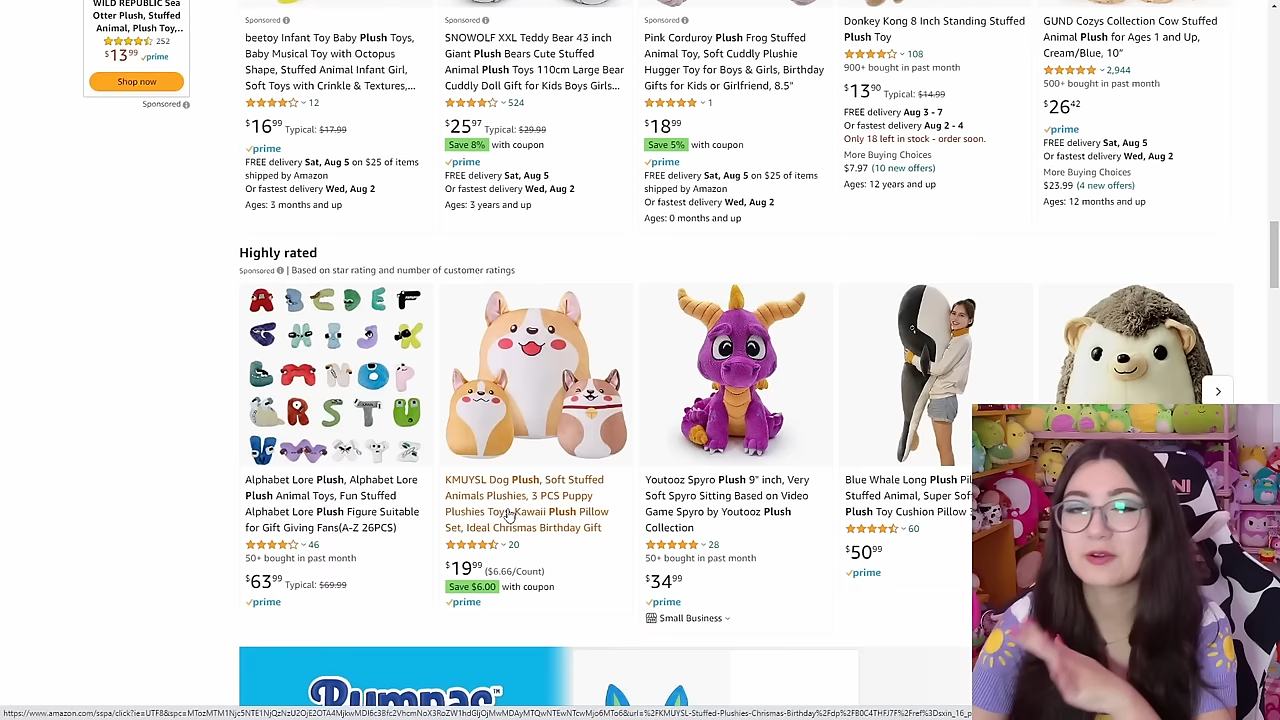 WILD REPUBLIC Sea
Otter Plush, Stuffed
Animal, Plush Toy,...
252
$13.99 prime
Shop now
Sponsored
Sponsored
beetoy Infant Toy Baby Plush Toys,
Baby Musical Toy with Octopus
Shape, Stuffed Animal Infant Girl,
Soft Toys with Crinkle & Textures,...
12
$16.99 Typical: $17.99
prime
FREE delivery Sat, Aug 5 on $25 of items
shipped by Amazon
Or fastest delivery Wed, Aug 2
Ages: 3 months and up
Sponsored
SNOWOLF XXL Teddy Bear 43 inch
Giant Plush Bears Cute Stuffed
Animal Plush Toys 110cm Large Bear
Cuddly Doll Gift for Kids Boys Girls...
524
$25.97 Typical: $29.99
Save 8% with coupon
prime
FREE delivery Sat, Aug 5
Or fastest delivery Wed, Aug 2
Ages: 3 years and up
Sponsored
Pink Corduroy Plush Frog Stuffed
Animal Toy, Soft Cuddly Plushie
Hugger Toy for Boys & Girls, Birthday
Gifts for Kids or Girlfriend, 8.5"
1
$18.99
Save 5% with coupon
prime
FREE delivery Sat, Aug 5 on $25 of items
shipped by Amazon
Or fastest delivery Wed, Aug 2
Ages: 0 months and up
Donkey Kong 8 Inch Standing Stuffed
Plush Toy
108
900+ bought in past month
$13.90 Typical: $14.99
FREE delivery Aug 3 - 7
Or fastest delivery Aug 2 - 4
Only 18 left in stock - order soon.
More Buying Choices
$7.97 (10 new offers)
Ages: 12 years and up
GUND Cozys Collection Cow Stuffed
Animal Plush for Ages 1 and Up,
Cream/Blue, 10"
2,944
500+ bought in past month
$26.42
prime
FREE delivery Sat, Aug 5
Or fastest delivery Wed, Aug 2
More Buying Choices
$23.99 (4 new offers)
Ages: 12 months and up
Highly rated
Sponsored | Based on star rating and number of customer ratings
Alphabet Lore Plush, Alphabet Lore
Plush Animal Toys, Fun Stuffed
Alphabet Lore Plush Figure Suitable
for Gift Giving Fans(A-Z 26PCS)
46
50+ bought in past month
$63.99 Typical: $69.99
prime
KMUYSL Dog Plush, Soft Stuffed
Animals Plushies, 3 PCS Puppy
Plushies Toys Kawaii Plush Pillow
Set, Ideal Chrismas Birthday Gift
20
$19.99 ($6.66/Count)
Save $6.00 with coupon
prime
Youtooz Spyro Plush 9" inch, Very
Soft Spyro Sitting Based on Video
Game Spyro by Youtooz Plush
Collection
28
50+ bought in past month
$34.99
prime
Small Business
Blue Whale Long Plush Pil
Stuffed Animal, Super Sof
Plush Toy Cushion Pillow
60
$50.99
prime